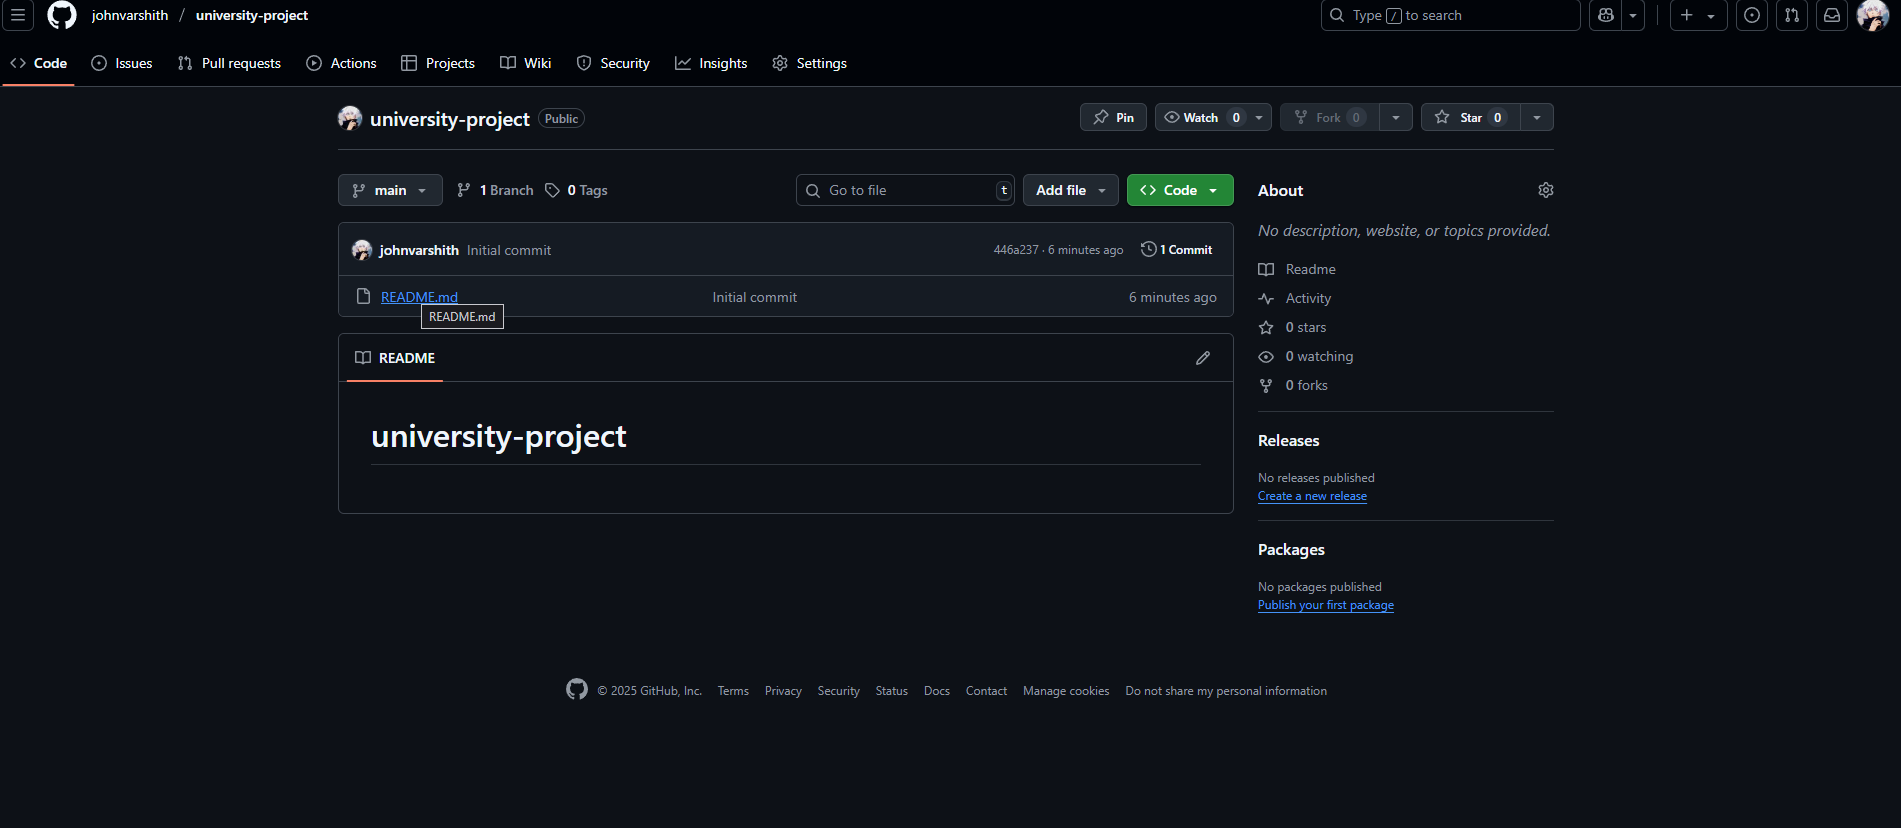 johnvarshith / university-project
Type / to search
Code Issues Pull requests Actions Projects Wiki Security Insights Settings
university-project Public
Pin Watch 0 Fork 0 Star 0
main 1 Branch 0 Tags
Go to file t Add file Code
johnvarshith Initial commit 446a237 · 6 minutes ago 1 Commit
README.md Initial commit 6 minutes ago
README.md
README
university-project
About
No description, website, or topics provided.
Readme
Activity
0 stars
0 watching
0 forks
Releases
No releases published
Create a new release
Packages
No packages published
Publish your first package
© 2025 GitHub, Inc. Terms Privacy Security Status Docs Contact Manage cookies Do not share my personal information